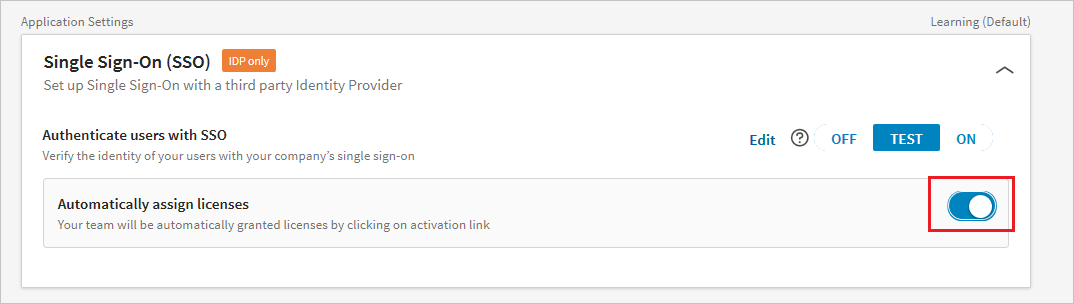 Application Settings
Learning (Default)
Single Sign-On (SSO) IDP only
Set up Single Sign-On with a third party Identity Provider
Authenticate users with SSO
Verify the identity of your users with your company's single sign-on
Edit ? OFF TEST ON
Automatically assign licenses
Your team will be automatically granted licenses by clicking on activation link